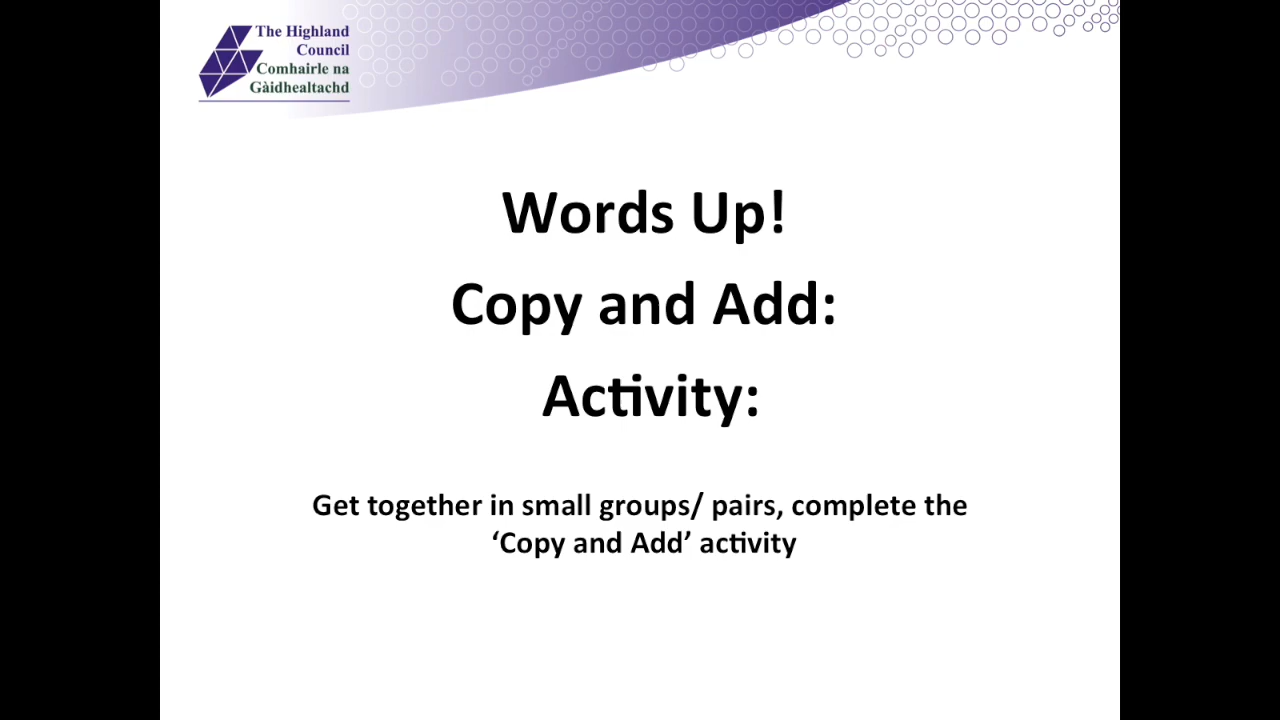 The Highland
Council
Comhairle na
Gàidhealtachd
Words Up!
Copy and Add:
Activity:
Get together in small groups/ pairs, complete the
‘Copy and Add’ activity